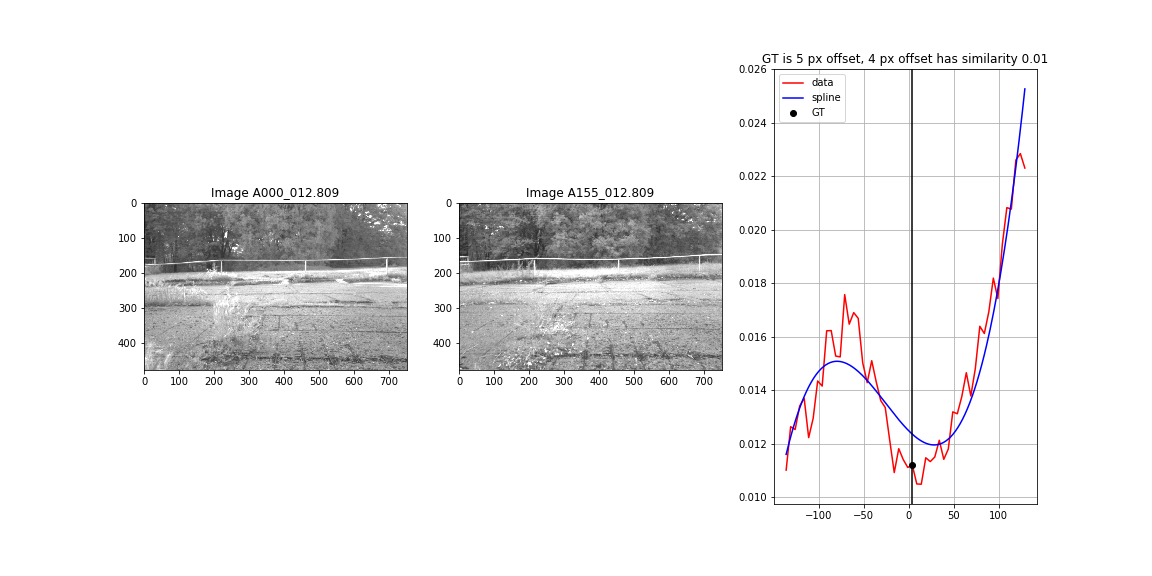 GT is 5 px offset, 4 px offset has similarity 0.01
Image A000_012.809
Image A155_012.809
0
100
200
300
400
0 100 200 300 400 500 600 700
0
100
200
300
400
0 100 200 300 400 500 600 700
data
spline
GT
0.026
0.024
0.022
0.020
0.018
0.016
0.014
0.012
0.010
−100 −50 0 50 100